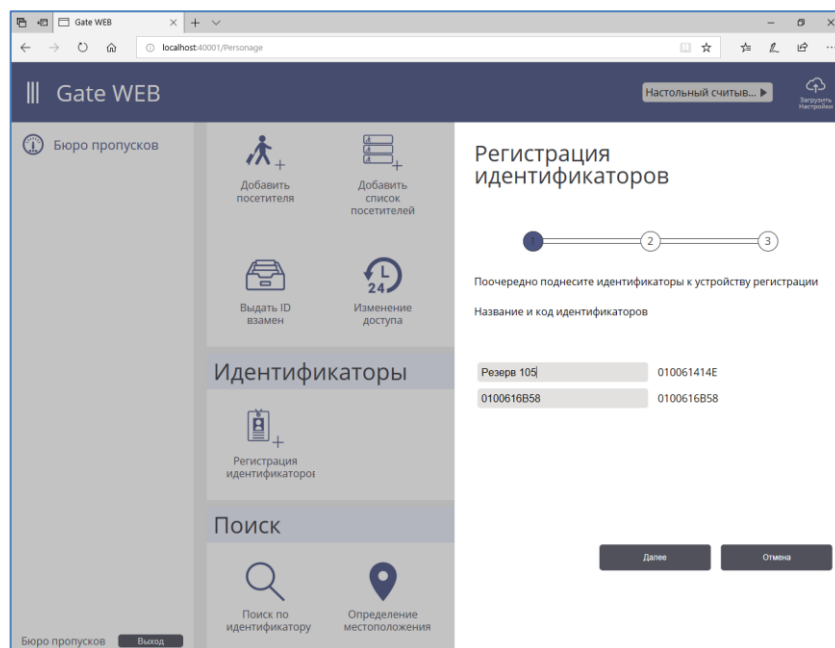 Gate WEB
localhost:40001/Personage
Gate WEB
Настольный считыв...
Загрузить
Настройки
Бюро пропусков
Добавить
посетителя
Добавить
список
посетителей
Выдать ID
взамен
24
Изменение
доступа
Идентификаторы
Регистрация
идентификаторов
Поиск
Поиск по
идентификатору
Определение
местоположения
Бюро пропусков
Выход
Регистрация
идентификаторов
1
2
3
Поочередно поднесите идентификаторы к устройству регистрации
Название и код идентификаторов
Резерв 105 010061414E
0100616B58 0100616B58
Далее Отмена